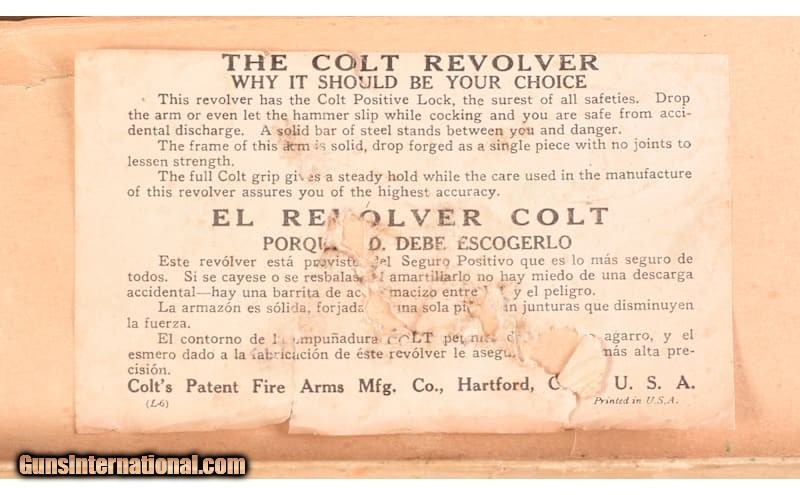 THE COLT REVOLVER
WHY IT SHOULD BE YOUR CHOICE
This revolver has the Colt Positive Lock, the surest of all safeties. Drop
the arm or even let the hammer slip while cocking and you are safe from acci-
dental discharge. A solid bar of steel stands between you and danger.
The frame of this arm is solid, drop forged as a single piece with no joints to
lessen strength.
The full Colt grip gives a steady hold while the care used in the manufacture
of this revolver assures you of the highest accuracy.
EL REVOLVER COLT
DEBE ESCOGERLO
Este revólver está del Seguro Positivo que es lo más seguro de
todos. Si se cayese o se amartillarlo no hay miedo de una descarga
accidental—hay una barrita de macizo entre y el peligro.
La armazón es sólida, forjada una sola junturas que disminuyen
la fuerza.
El contorno de empuñadura COLT agarro, y el
esmero dado a la fabricación de éste revólver le más alta pre-
cisión.
Colt's Patent Fire Arms Mfg. Co., Hartford, U. S. A.
(L-6) Printed in U.S.A.
GunsInternational.com